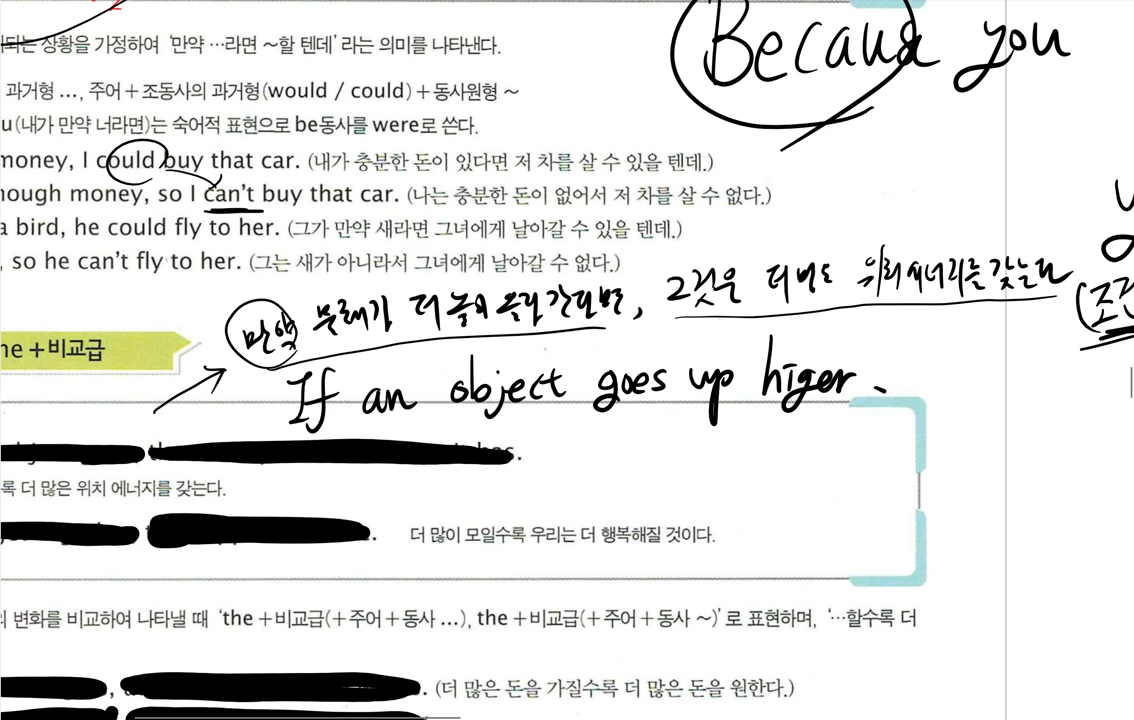 되는 상황을 가정하여 '만약 …라면 ~할 텐데' 라는 의미를 나타낸다.
Becaus you
과거형 …, 주어+조동사의 과거형(would / could)+동사원형 ~
u(내가 만약 너라면)는 숙어적 표현으로 be동사를 were로 쓴다.
money, I could buy that car. (내가 충분한 돈이 있다면 저 차를 살 수 있을 텐데.)
nough money, so I can't buy that car. (나는 충분한 돈이 없어서 저 차를 살 수 없다.)
a bird, he could fly to her. (그가 만약 새라면 그녀에게 날아갈 수 있을 텐데.)
, so he can't fly to her. (그는 새가 아니라서 그녀에게 날아갈 수 없다.)
만약 물체가 더 높이 올라간다면, 그것은 더 많은 위치에너지를 갖는다
(조건
he +비교급
If an object goes up higer.
록 더 많은 위치 에너지를 갖는다.
더 많이 모일수록 우리는 더 행복해질 것이다.
의 변화를 비교하여 나타낼 때 'the +비교급(+주어+동사 …), the +비교급(+주어+동사 ~)' 로 표현하며, '…할수록 더
. (더 많은 돈을 가질수록 더 많은 돈을 원한다.)